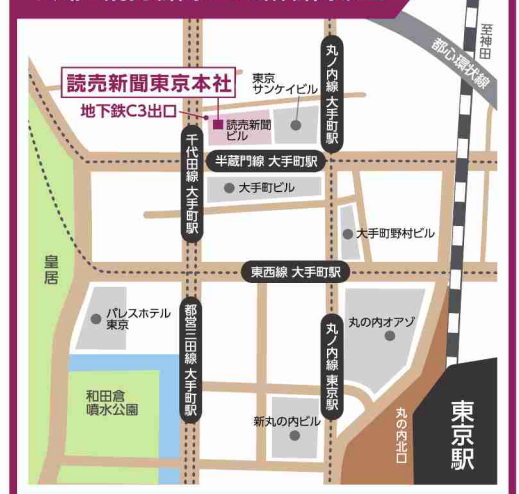 至神田
都心環状線
丸ノ内線 大手町駅
東京
サンケイビル
読売新聞東京本社
地下鉄C3出口
読売新聞
ビル
千代田線 大手町駅
半蔵門線 大手町駅
大手町ビル
大手町野村ビル
皇居
東西線 大手町駅
パレスホテル
東京
都営三田線 大手町駅
丸ノ内線 東京駅
丸の内オアゾ
和田倉
噴水公園
新丸の内ビル
丸の内北口
東京駅